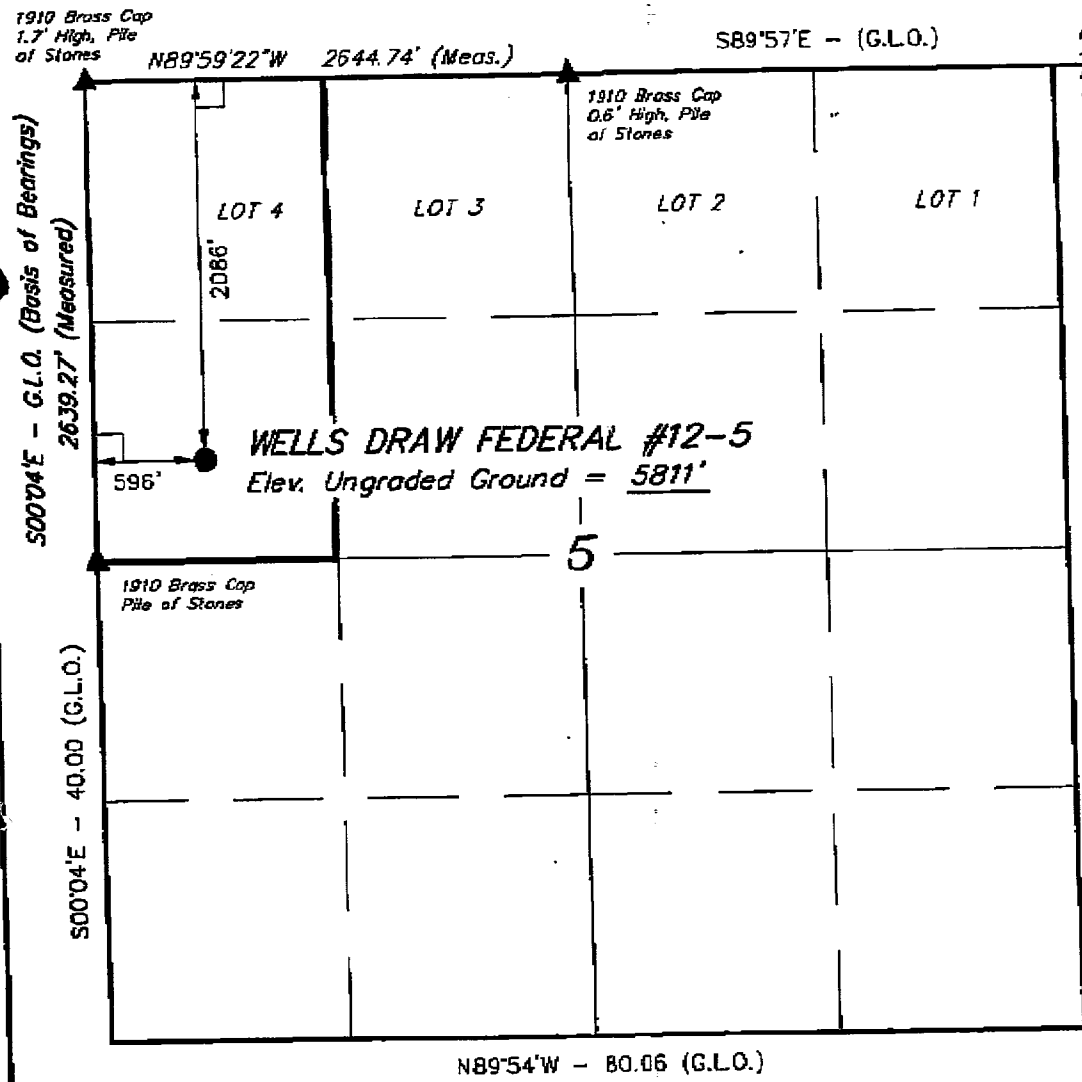 1910 Brass Cap
1.7' High, Pile
of Stones
N89°59'22"W 2644.74' (Meas.)
S89°57'E - (G.L.O.)
1910 Brass Cap
0.6' High, Pile
of Stones
S00°04'E - G.L.O. (Basis of Bearings)
2639.27' (Measured)
LOT 4
LOT 3
LOT 2
LOT 1
2086'
WELLS DRAW FEDERAL #12-5
Elev. Ungraded Ground = 5811'
596'
5
1910 Brass Cap
Pile of Stones
S00°04'E - 40.00 (G.L.O.)
N89°54'W - 80.06 (G.L.O.)